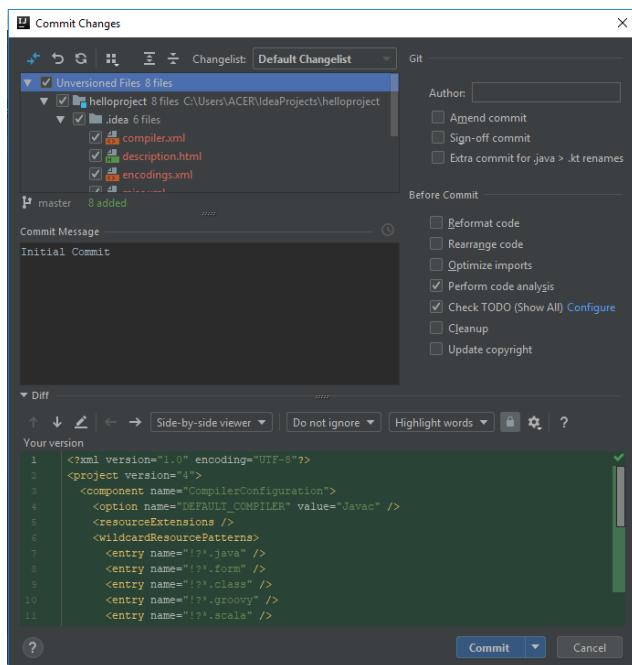 Commit Changes
Changelist: Default Changelist
Unversioned Files 8 files
helloproject 8 files C:\Users\ACER\IdeaProjects\helloproject
.idea 6 files
compiler.xml
description.html
encodings.xml
master 8 added
Commit Message
Initial Commit
Git
Author:
Amend commit
Sign-off commit
Extra commit for .java > .kt renames
Before Commit
Reformat code
Rearrange code
Optimize imports
Perform code analysis
Check TODO (Show All) Configure
Cleanup
Update copyright
Diff
Side-by-side viewer Do not ignore Highlight words ?
Your version
1 <?xml version="1.0" encoding="UTF-8"?>
2 <project version="4">
3 <component name="CompilerConfiguration">
4 <option name="DEFAULT_COMPILER" value="Javac" />
5 <resourceExtensions />
6 <wildcardResourcePatterns>
7 <entry name="!?*.java" />
8 <entry name="!?*.form" />
9 <entry name="!?*.class" />
10 <entry name="!?*.groovy" />
11 <entry name="!?*.scala" />
? Commit Cancel